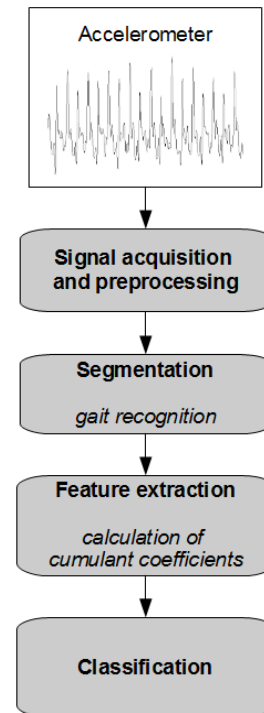 Accelerometer
Signal acquisition
and preprocessing
Segmentation
gait recognition
Feature extraction
calculation of
cumulant coefficients
Classification